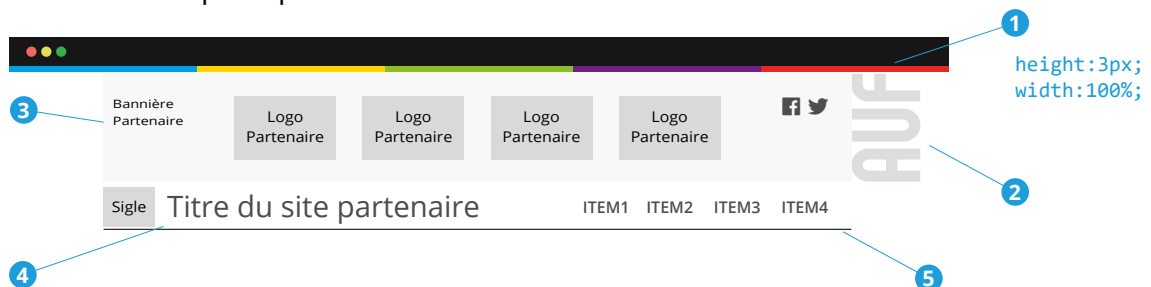 1
height:3px;
width:100%;
3
Bannière
Partenaire
Logo
Partenaire
Logo
Partenaire
Logo
Partenaire
Logo
Partenaire
AUF
2
Sigle
Titre du site partenaire
ITEM1 ITEM2 ITEM3 ITEM4
4
5